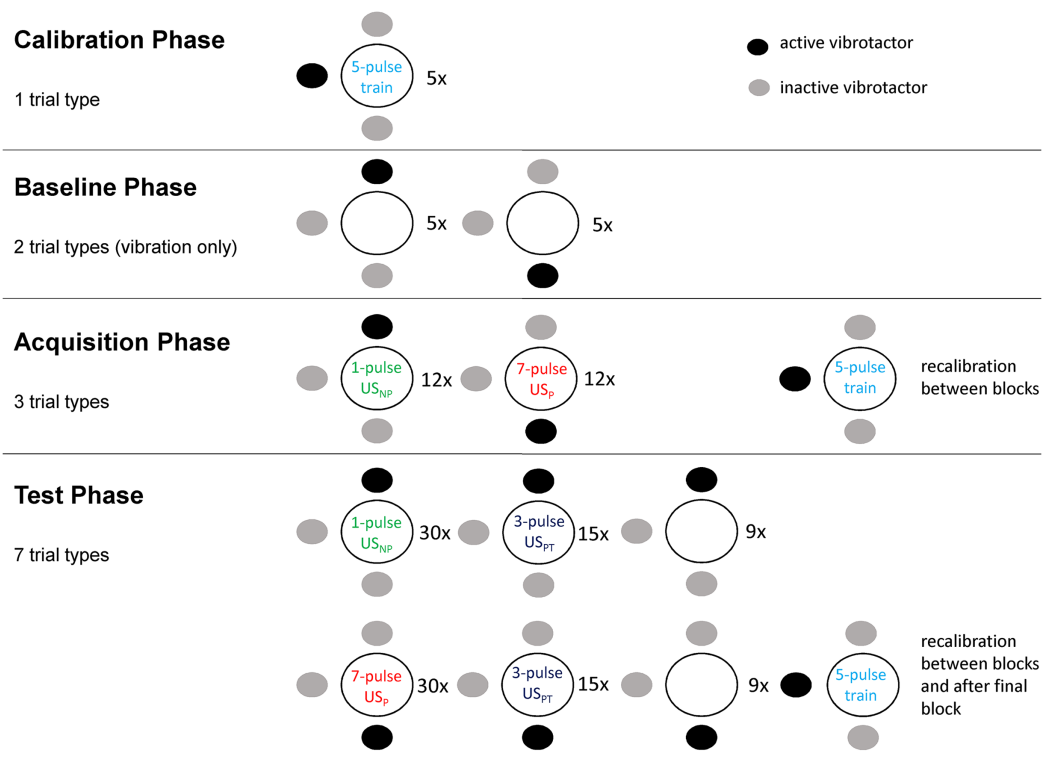 Calibration Phase
1 trial type
5-pulse
train
5x
active vibrotactor
inactive vibrotactor
Baseline Phase
2 trial types (vibration only)
5x
5x
Acquisition Phase
3 trial types
1-pulse
USNP
12x
7-pulse
USP
12x
5-pulse
train
recalibration
between blocks
Test Phase
7 trial types
1-pulse
USNP
30x
3-pulse
USPT
15x
9x
7-pulse
USP
30x
3-pulse
USPT
15x
9x
5-pulse
train
recalibration
between blocks
and after final
block